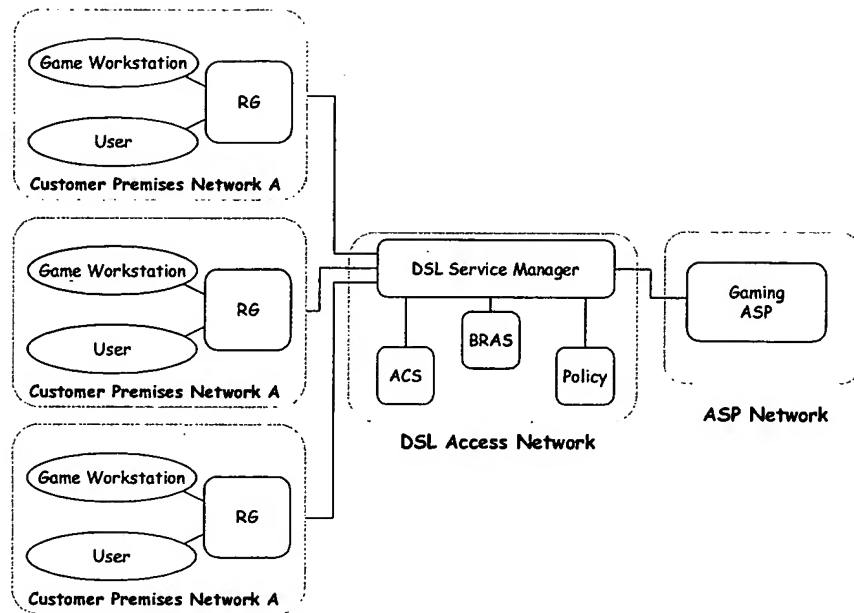 Game Workstation
RG
User
Customer Premises Network A
Game Workstation
RG
User
Customer Premises Network A
Game Workstation
RG
User
Customer Premises Network A
DSL Service Manager
ACS
BRAS
Policy
DSL Access Network
Gaming
ASP
ASP Network